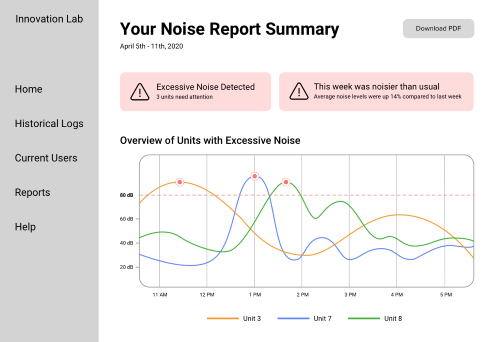 Innovation Lab
Home
Historical Logs
Current Users
Reports
Help
Your Noise Report Summary
April 5th - 11th, 2020
Download PDF
Excessive Noise Detected
3 units need attention
This week was noisier than usual
Average noise levels were up 14% compared to last week
Overview of Units with Excessive Noise
80 dB
60 dB
40 dB
20 dB
11 AM 12 PM 1 PM 2 PM 3 PM 4 PM 5 PM
Unit 3 Unit 7 Unit 8